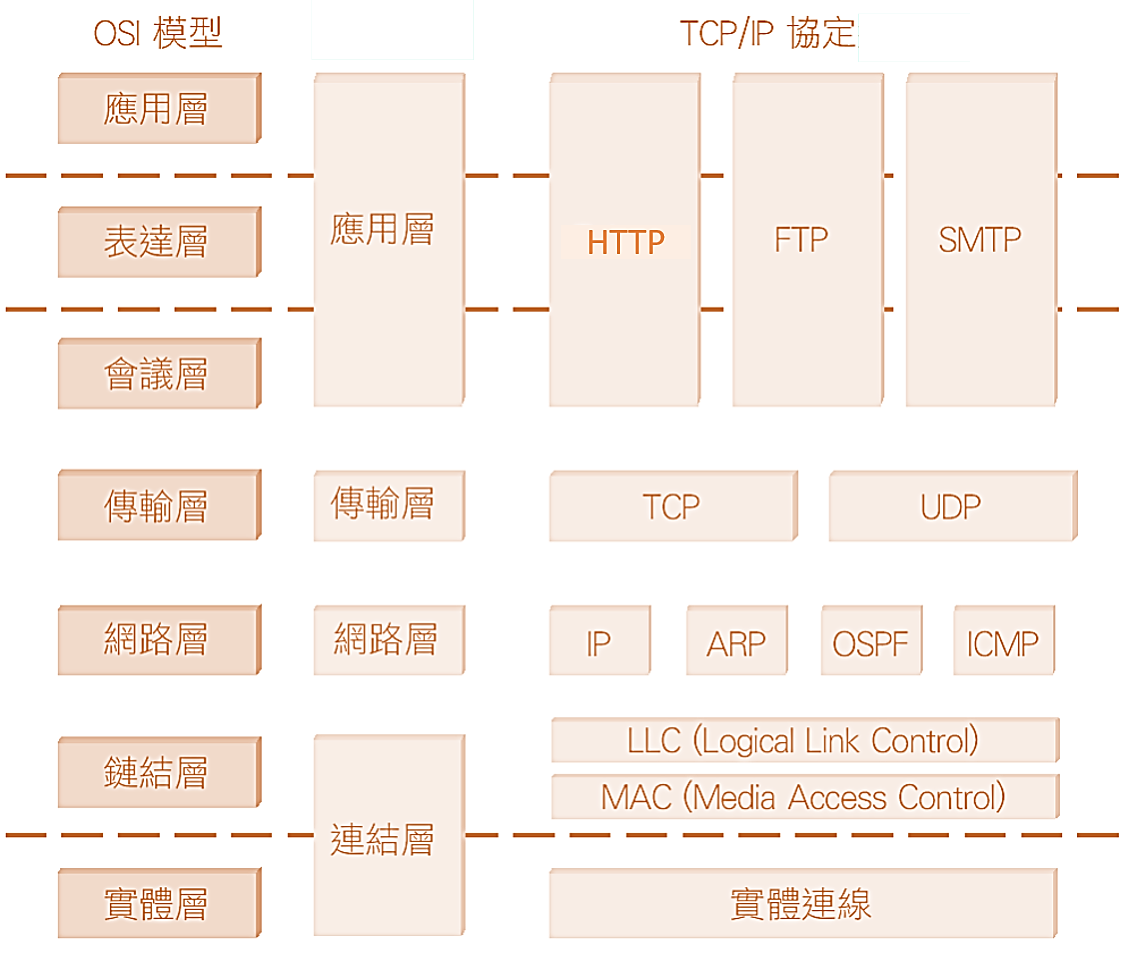 OSI 模型
TCP/IP 協定
應用層
表達層
會議層
應用層
HTTP
FTP
SMTP
傳輸層
傳輸層
TCP
UDP
網路層
網路層
IP
ARP
OSPF
ICMP
鏈結層
實體層
連結層
LLC (Logical Link Control)
MAC (Media Access Control)
實體連線